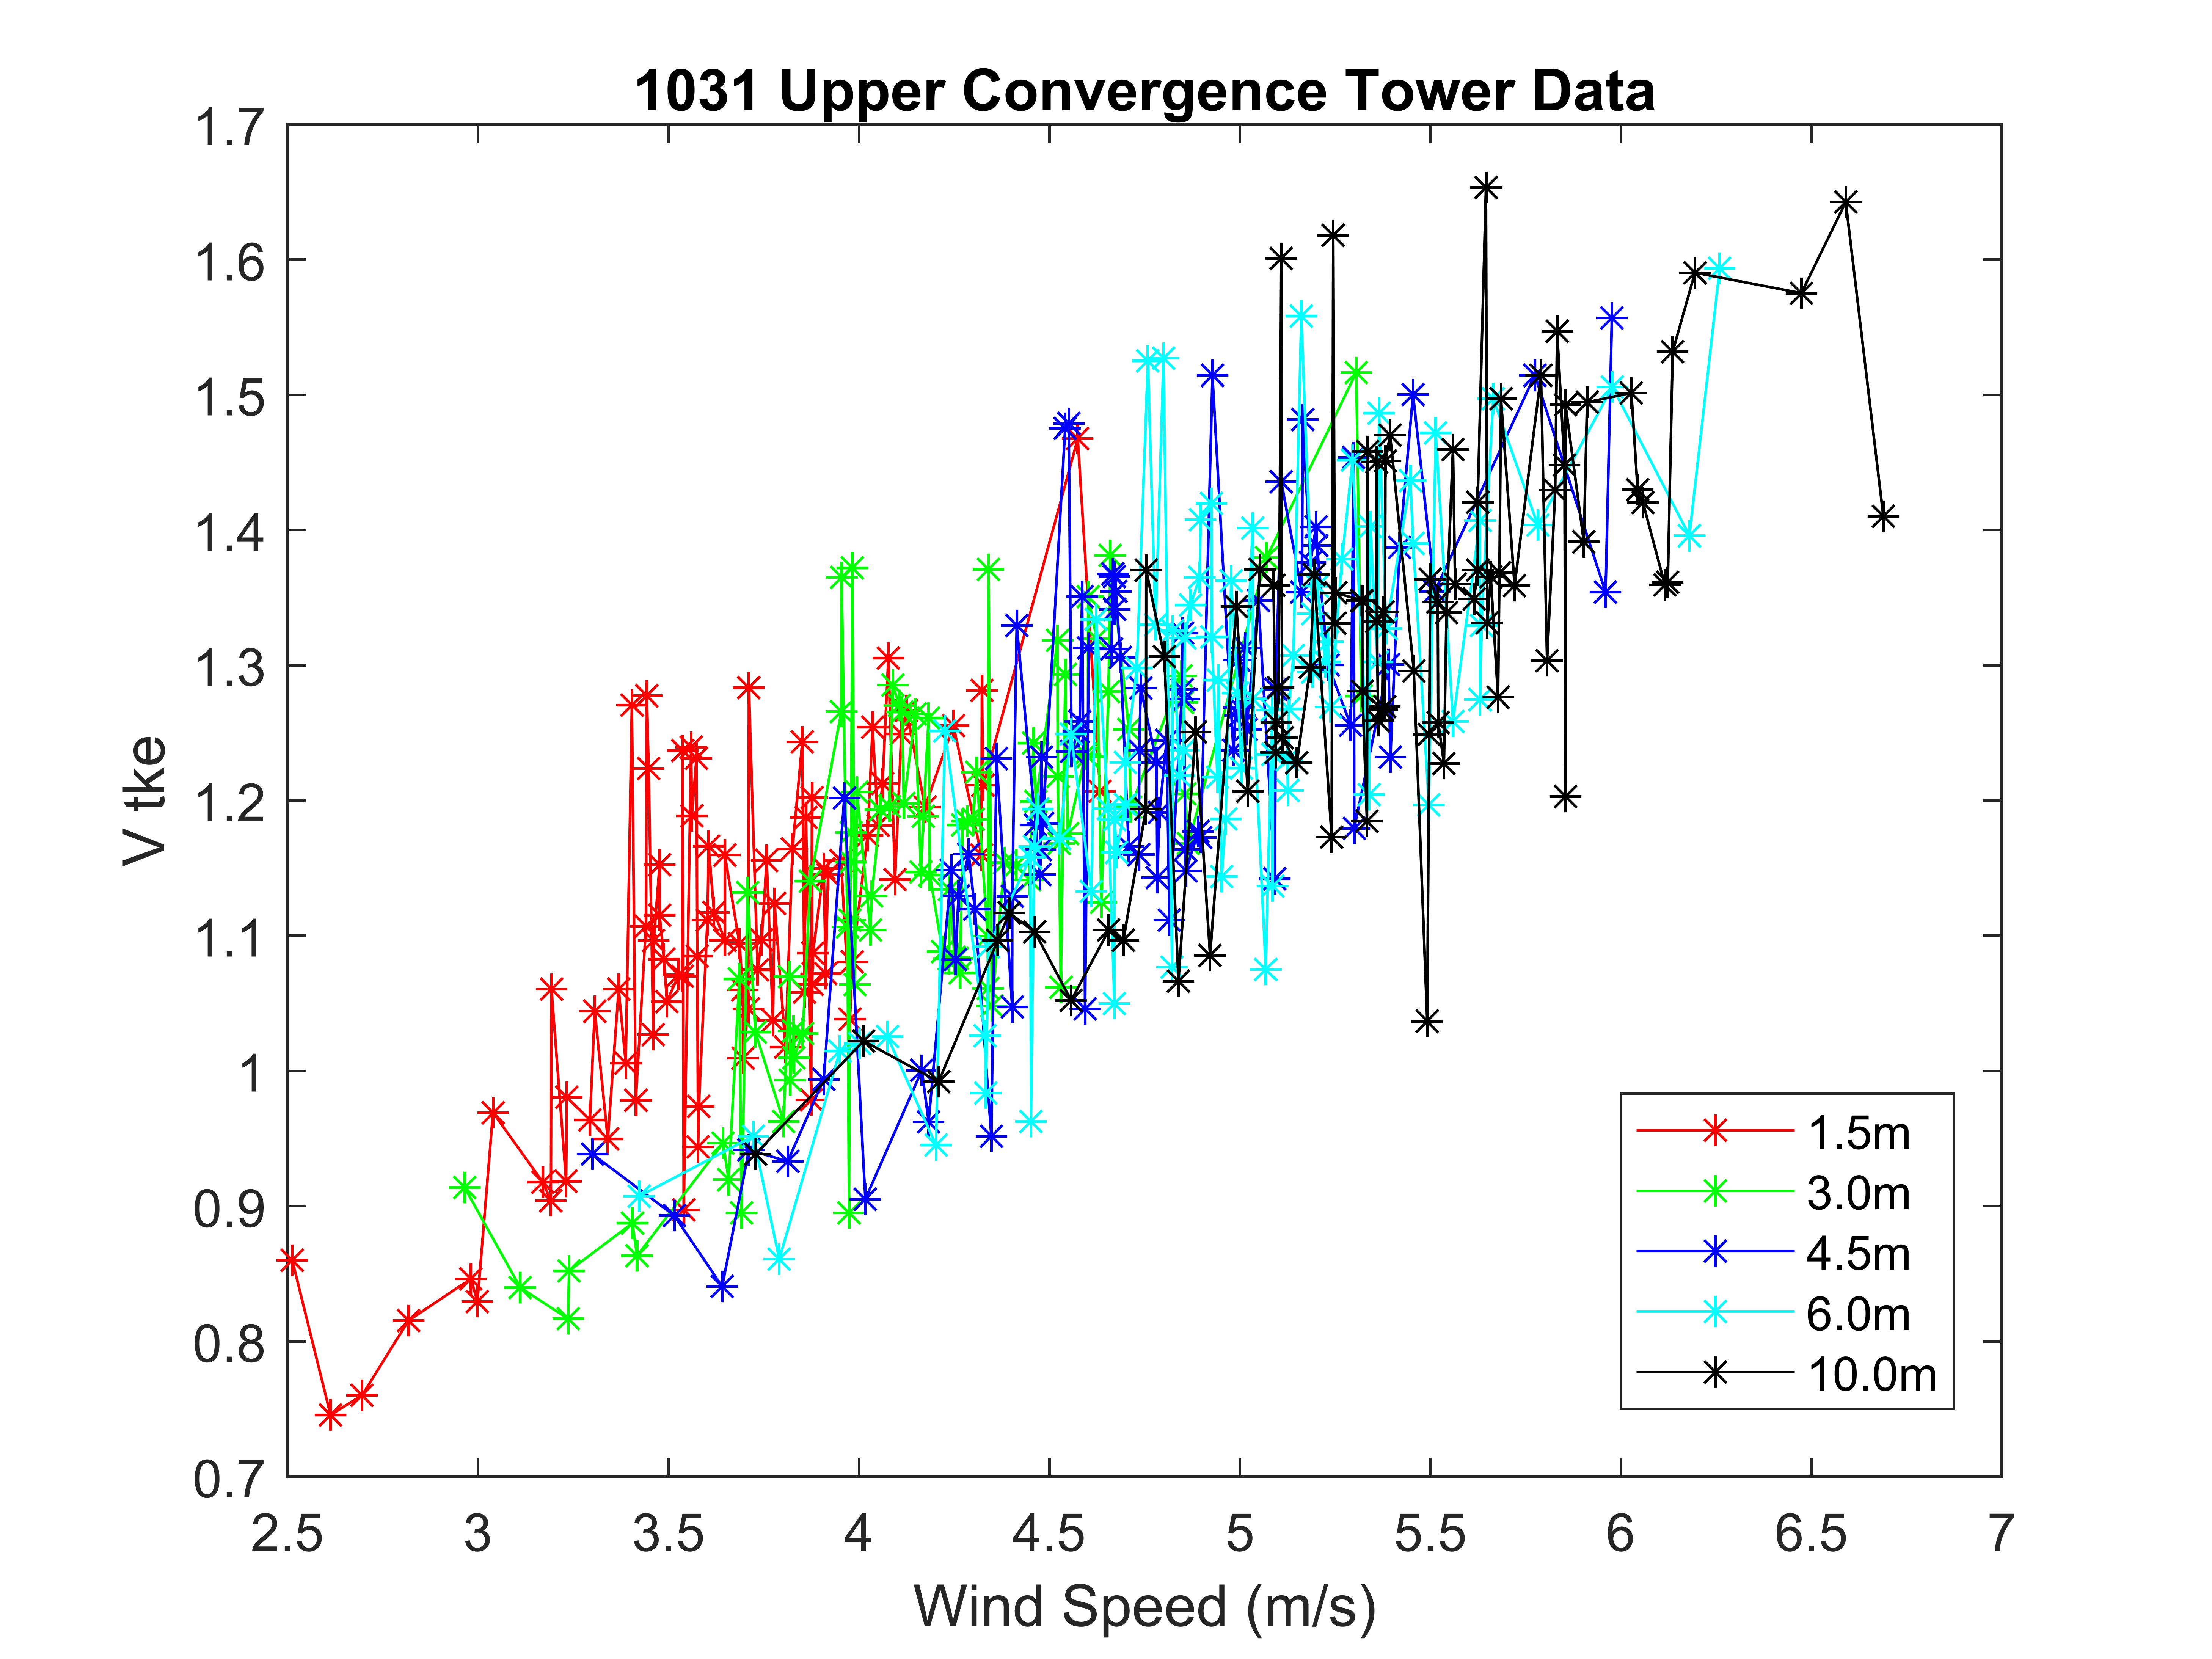 1031 Upper Convergence Tower Data
1.7
1.6
1.5
1.4
1.3
1.2
1.1
1
0.9
0.8
0.7
V tke
1.5m
3.0m
4.5m
6.0m
10.0m
2.5 3 3.5 4 4.5 5 5.5 6 6.5 7
Wind Speed (m/s)